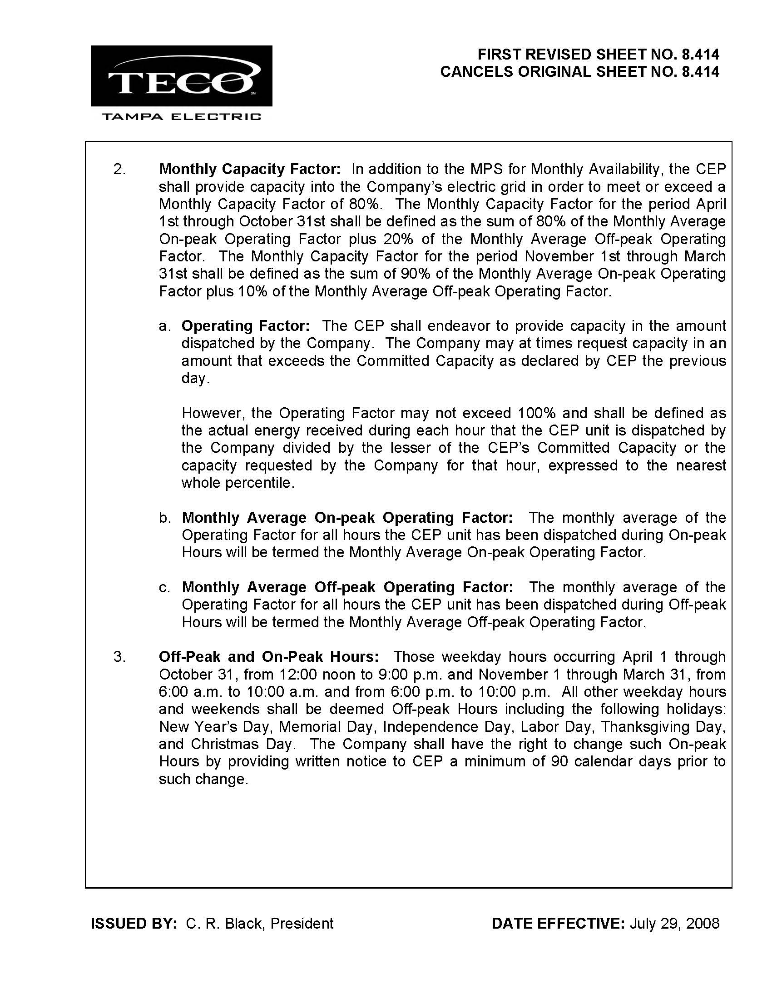 FIRST REVISED SHEET NO. 8.414
CANCELS ORIGINAL SHEET NO. 8.414
TECO
SM
TAMPA ELECTRIC
2. Monthly Capacity Factor: In addition to the MPS for Monthly Availability, the CEP
shall provide capacity into the Company's electric grid in order to meet or exceed a
Monthly Capacity Factor of 80%. The Monthly Capacity Factor for the period April
1st through October 31st shall be defined as the sum of 80% of the Monthly Average
On-peak Operating Factor plus 20% of the Monthly Average Off-peak Operating
Factor. The Monthly Capacity Factor for the period November 1st through March
31st shall be defined as the sum of 90% of the Monthly Average On-peak Operating
Factor plus 10% of the Monthly Average Off-peak Operating Factor.
a. Operating Factor: The CEP shall endeavor to provide capacity in the amount
dispatched by the Company. The Company may at times request capacity in an
amount that exceeds the Committed Capacity as declared by CEP the previous
day.
However, the Operating Factor may not exceed 100% and shall be defined as
the actual energy received during each hour that the CEP unit is dispatched by
the Company divided by the lesser of the CEP's Committed Capacity or the
capacity requested by the Company for that hour, expressed to the nearest
whole percentile.
b. Monthly Average On-peak Operating Factor: The monthly average of the
Operating Factor for all hours the CEP unit has been dispatched during On-peak
Hours will be termed the Monthly Average On-peak Operating Factor.
c. Monthly Average Off-peak Operating Factor: The monthly average of the
Operating Factor for all hours the CEP unit has been dispatched during Off-peak
Hours will be termed the Monthly Average Off-peak Operating Factor.
3. Off-Peak and On-Peak Hours: Those weekday hours occurring April 1 through
October 31, from 12:00 noon to 9:00 p.m. and November 1 through March 31, from
6:00 a.m. to 10:00 a.m. and from 6:00 p.m. to 10:00 p.m. All other weekday hours
and weekends shall be deemed Off-peak Hours including the following holidays:
New Year's Day, Memorial Day, Independence Day, Labor Day, Thanksgiving Day,
and Christmas Day. The Company shall have the right to change such On-peak
Hours by providing written notice to CEP a minimum of 90 calendar days prior to
such change.
ISSUED BY: C. R. Black, President
DATE EFFECTIVE: July 29, 2008